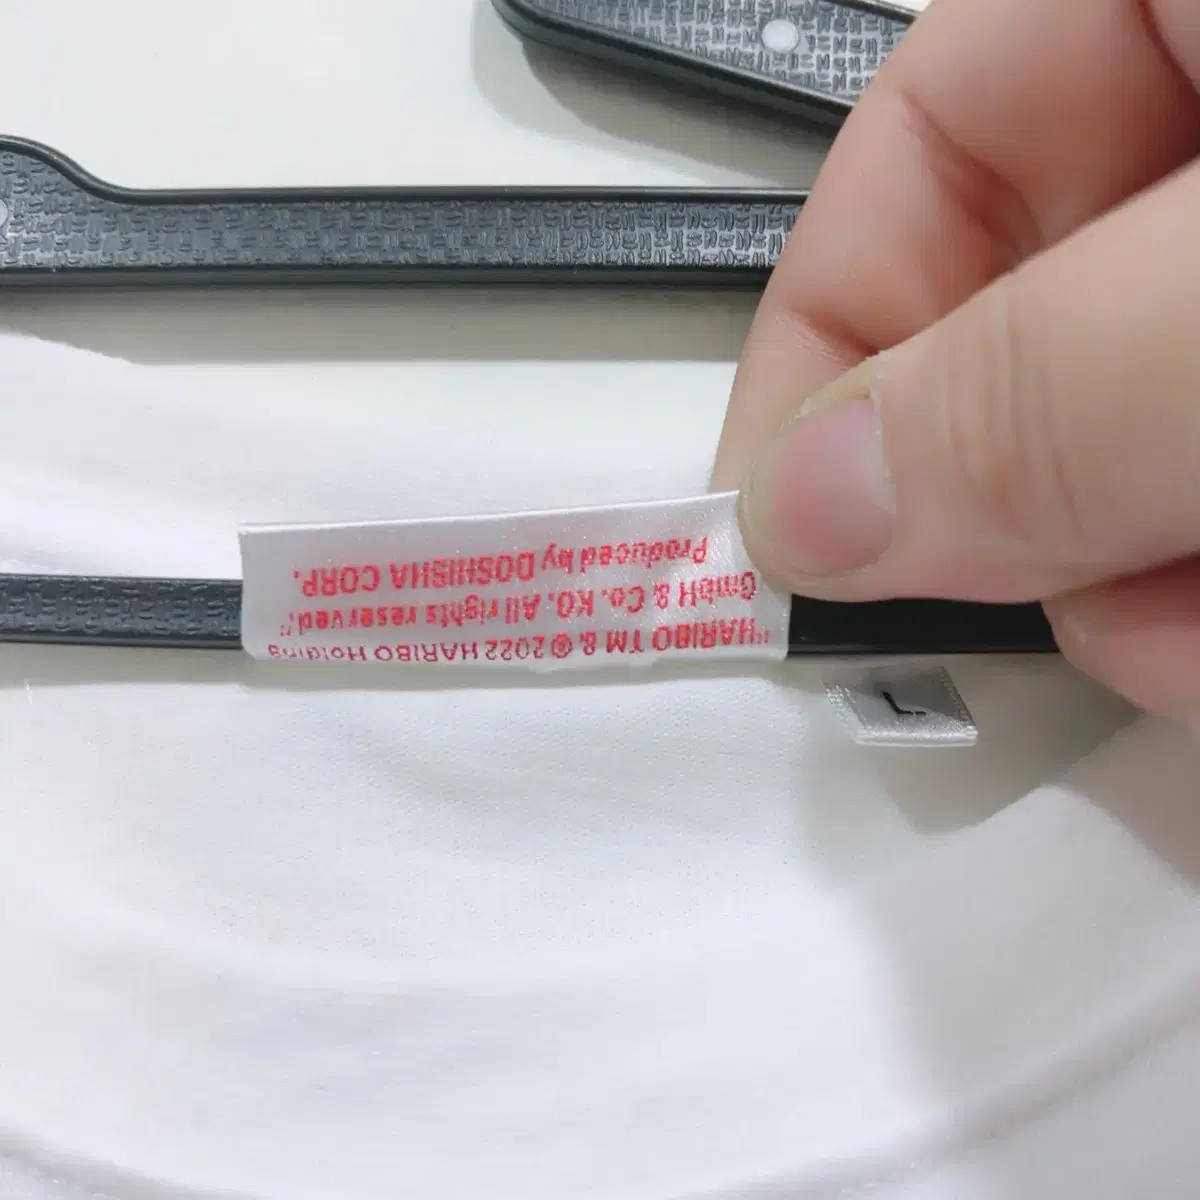 "HARIBO TM & © 2022 HARIBO Holding
GmbH & Co. KG. All rights reserved."
Produced by DOSHISHA CORP.
L